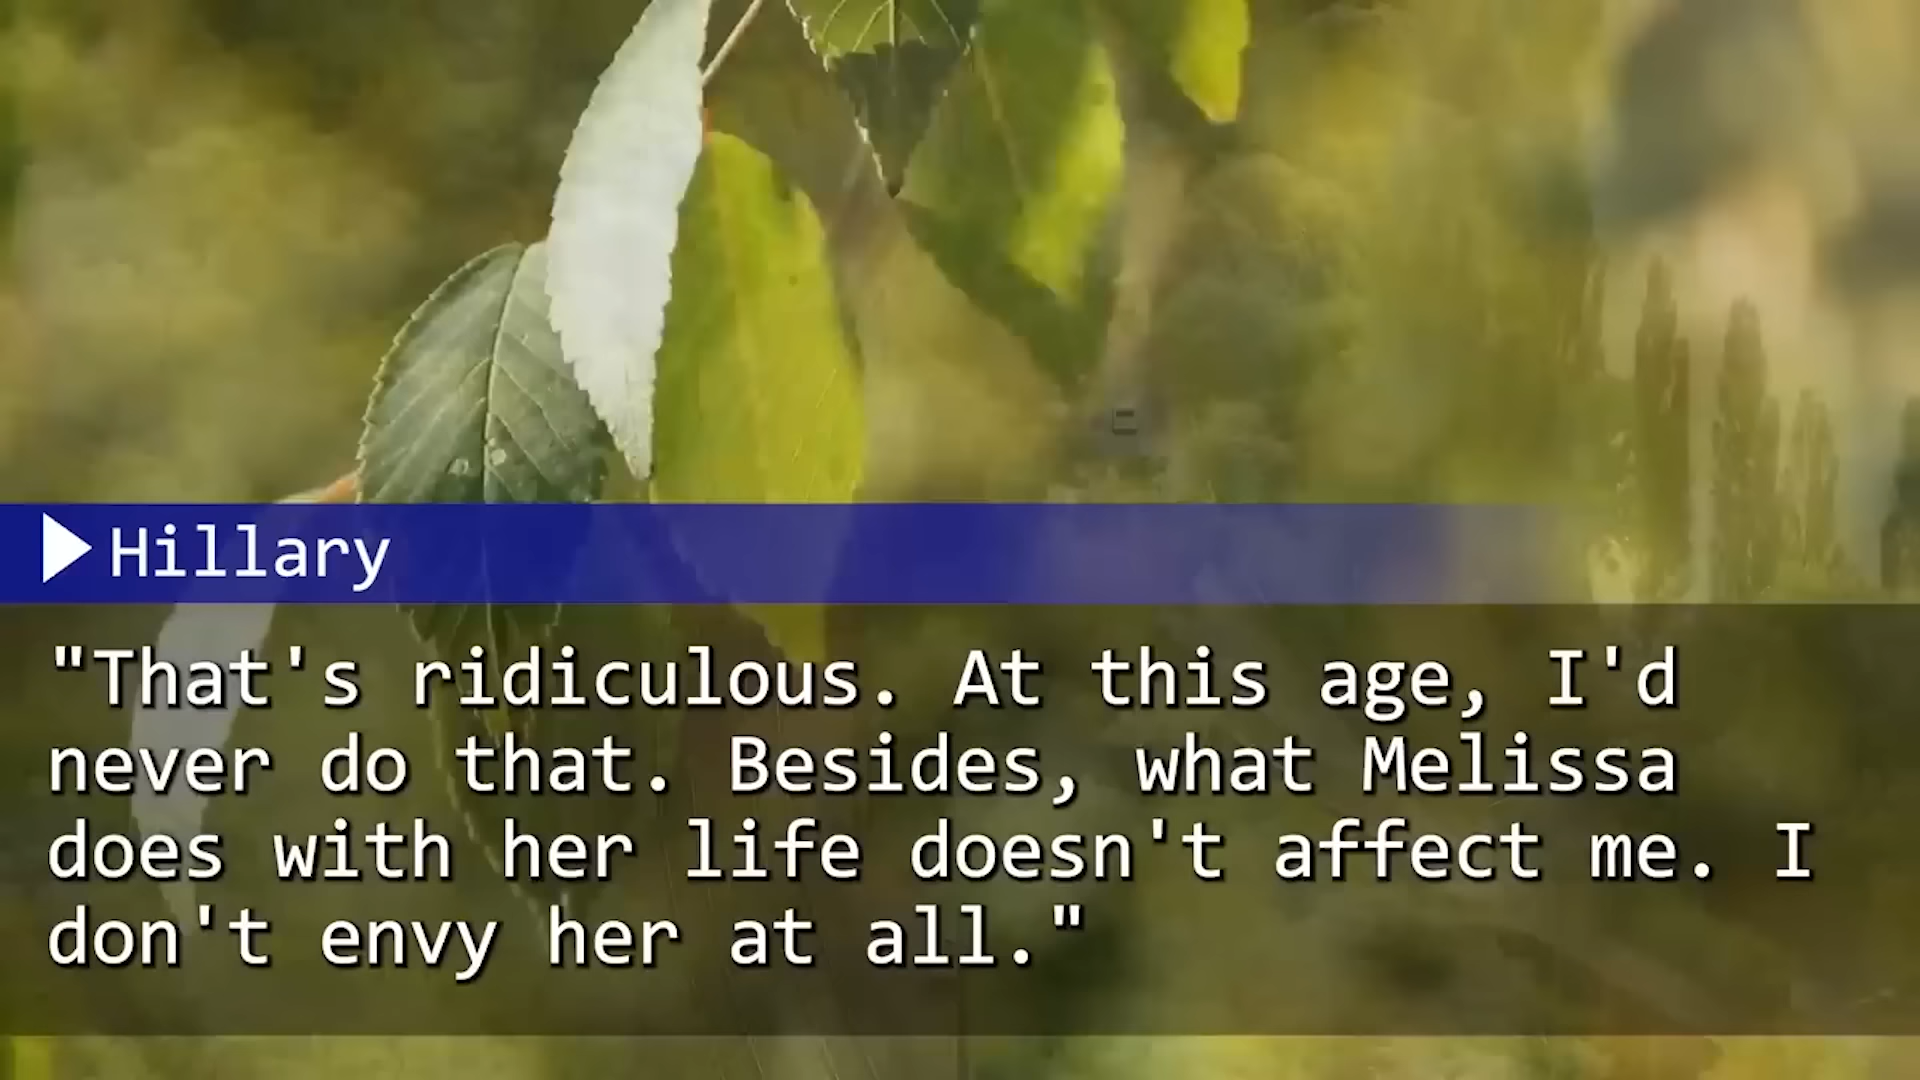 Hillary
"That's ridiculous. At this age, I'd
never do that. Besides, what Melissa
does with her life doesn't affect me. I
don't envy her at all."